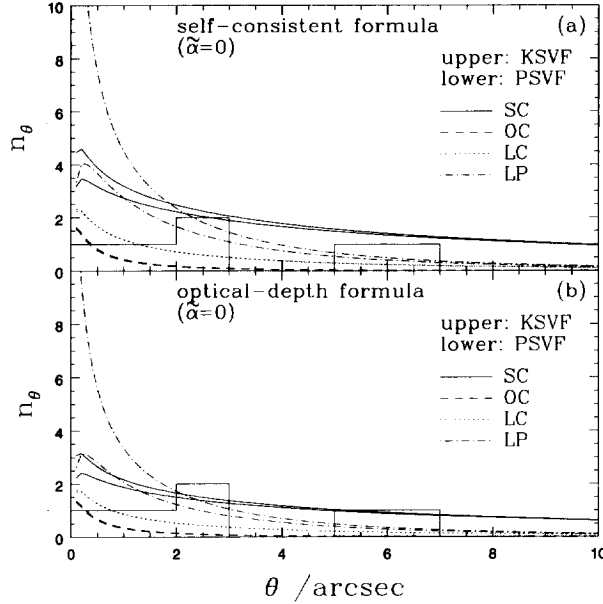 10
self-consistent formula (a)
(α̃=0)
upper: KSVF
lower: PSVF
8
SC
OC
LC
LP
6
n_θ
4
2
0
optical-depth formula (b)
(α̃=0)
upper: KSVF
lower: PSVF
8
SC
OC
LC
LP
6
n_θ
4
2
0
0 2 4 6 8 10
θ /arcsec